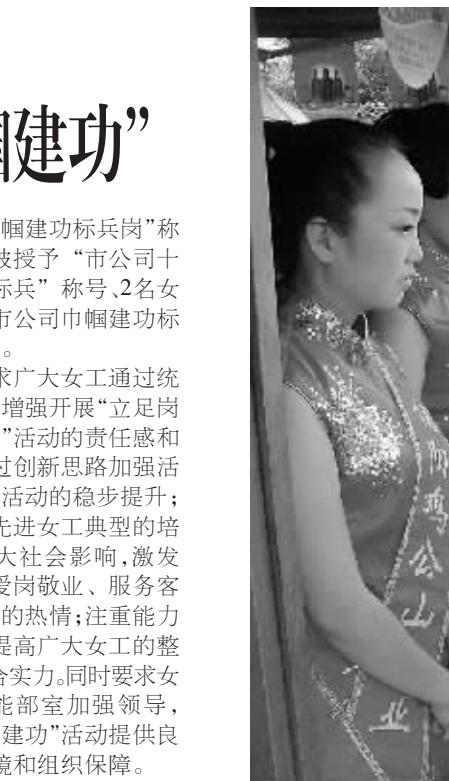 帼建功”
帼建功标兵岗”称
被授予“市公司十
标兵”称号、2名女
市公司巾帼建功标
。
求广大女工通过统
增强开展“立足岗
”活动的责任感和
过创新思路加强活
活动的稳步提升；
先进女工典型的培
大社会影响，激发
爱岗敬业、服务客
的热情；注重能力
提高广大女工的整
合实力。同时要求女
能部室加强领导，
建功”活动提供良
境和组织保障。
鸡公山
业